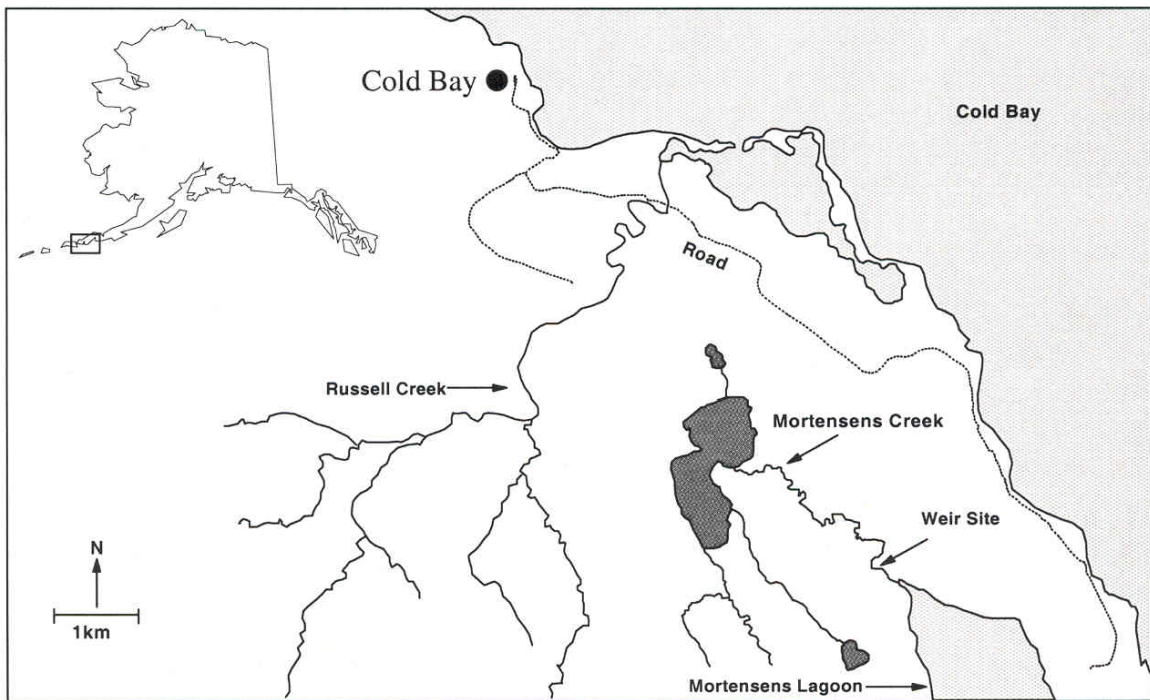 Cold Bay
Cold Bay
Road
Russell Creek
Mortensens Creek
Weir Site
N
1km
Mortensens Lagoon